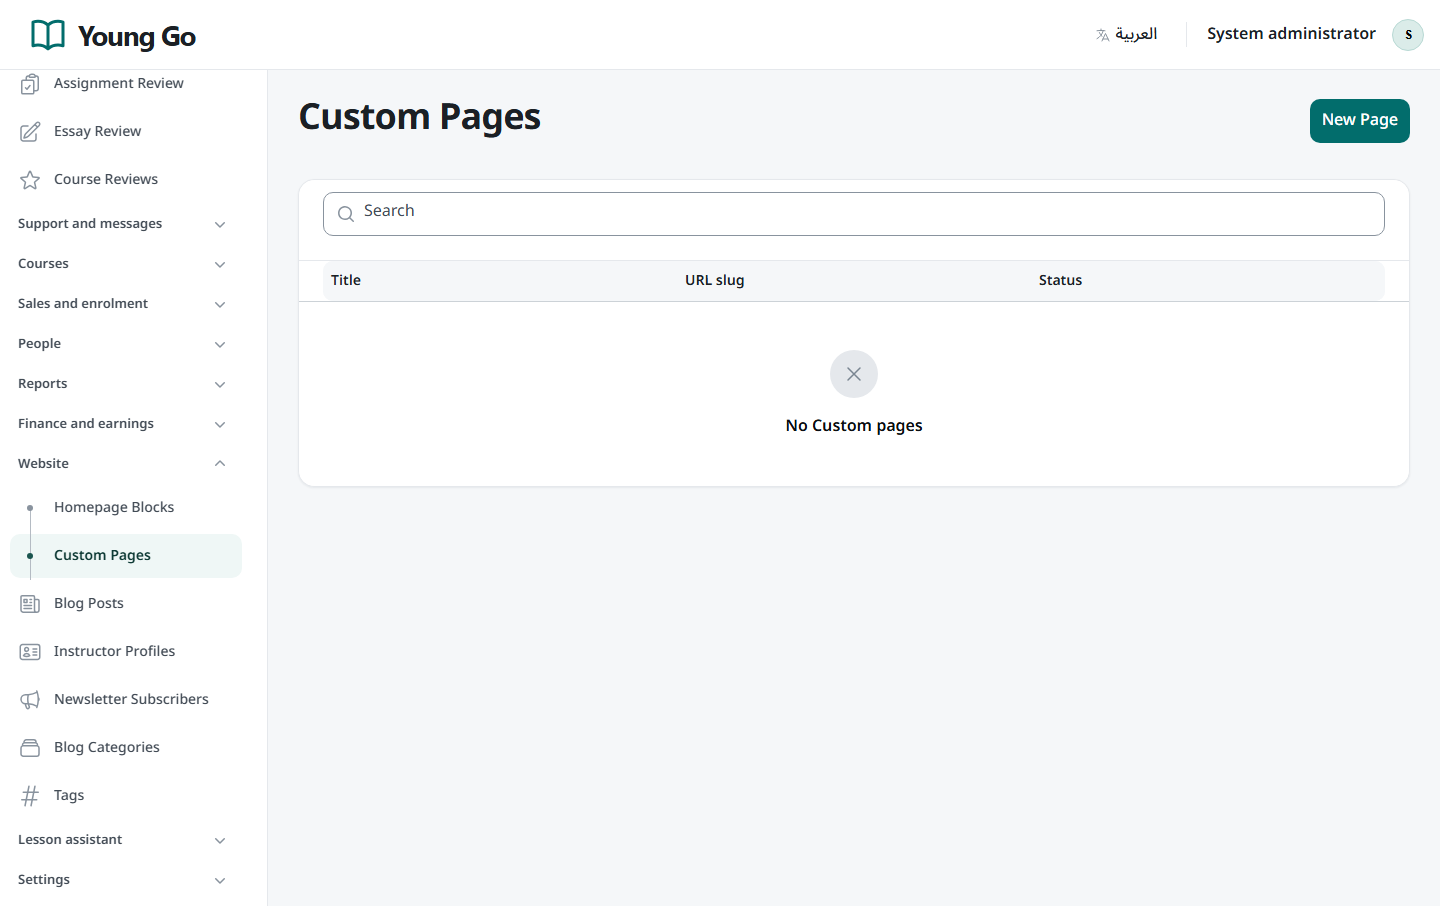 Young Go
العربية
System administrator
S
Assignment Review
Essay Review
Course Reviews
Support and messages
Courses
Sales and enrolment
People
Reports
Finance and earnings
Website
Homepage Blocks
Custom Pages
Blog Posts
Instructor Profiles
Newsletter Subscribers
Blog Categories
Tags
Lesson assistant
Settings
Custom Pages
New Page
Search
Title URL slug Status
No Custom pages